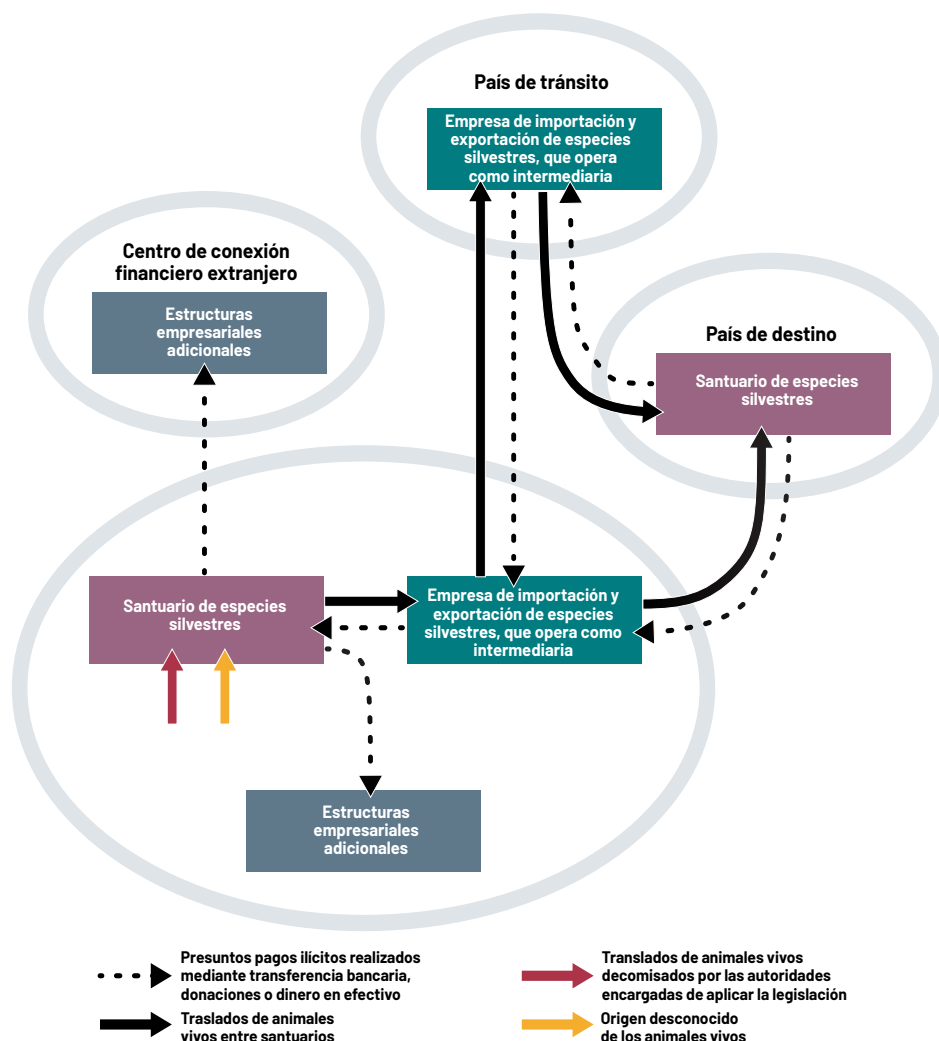 País de tránsito
Empresa de importación y
exportación de especies
silvestres, que opera
como intermediaria
Centro de conexión
financiero extranjero
Estructuras
empresariales
adicionales
País de destino
Santuario de especies
silvestres
Santuario de especies
silvestres
Empresa de importación y
exportación de especies
silvestres, que opera como
intermediaria
Estructuras
empresariales
adicionales
Presuntos pagos ilícitos realizados
mediante transferencia bancaria,
donaciones o dinero en efectivo
Traslados de animales
vivos entre santuarios
Translados de animales vivos
decomisados por las autoridades
encargadas de aplicar la legislación
Origen desconocido
de los animales vivos